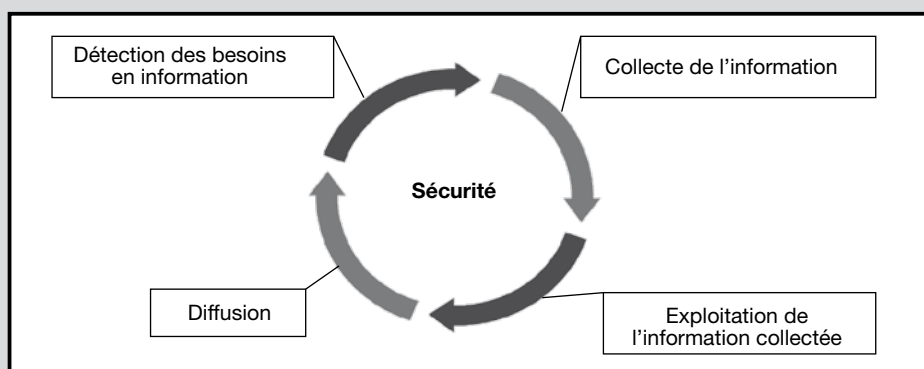 Détection des besoins
en information
Collecte de l'information
Sécurité
Diffusion
Exploitation de
l'information collectée